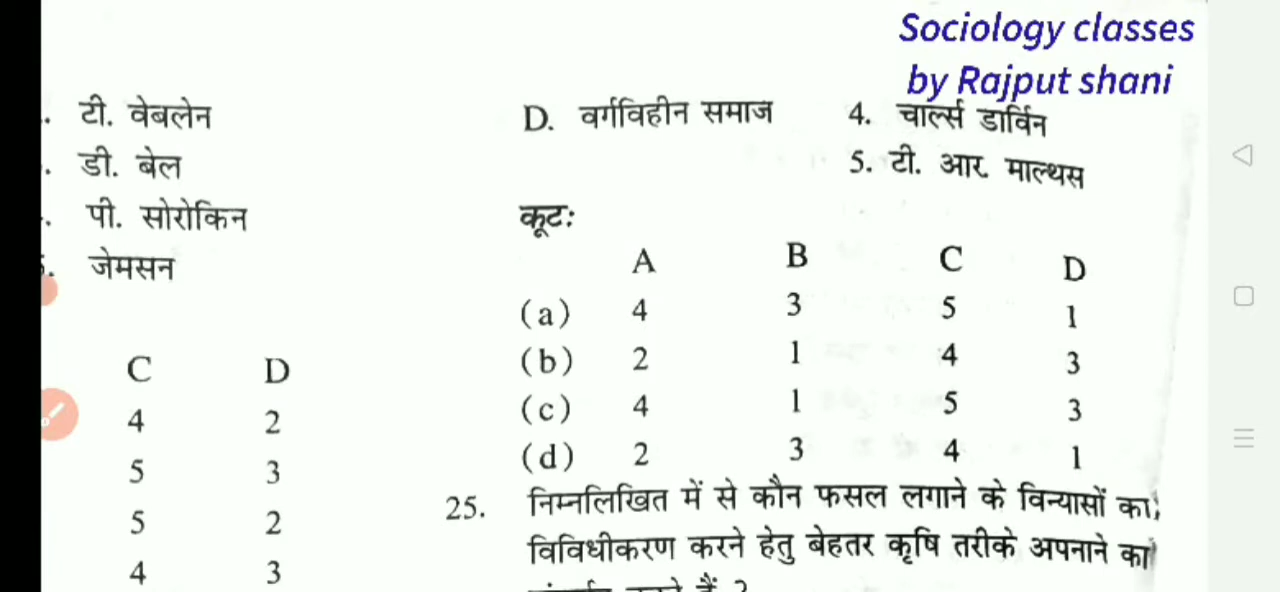 Sociology classes
by Rajput shani
टी. वेबलेन
डी. बेल
पी. सोरोकिन
जेमसन
C D
4 2
5 3
5 2
4 3
D. वर्गविहीन समाज 4. चार्ल्स डार्विन
5. टी. आर. माल्थस
कूटः
A B C D
(a) 4 3 5 1
(b) 2 1 4 3
(c) 4 1 5 3
(d) 2 3 4 1
25. निम्नलिखित में से कौन फसल लगाने के विन्यासों का
विविधीकरण करने हेतु बेहतर कृषि तरीके अपनाने का